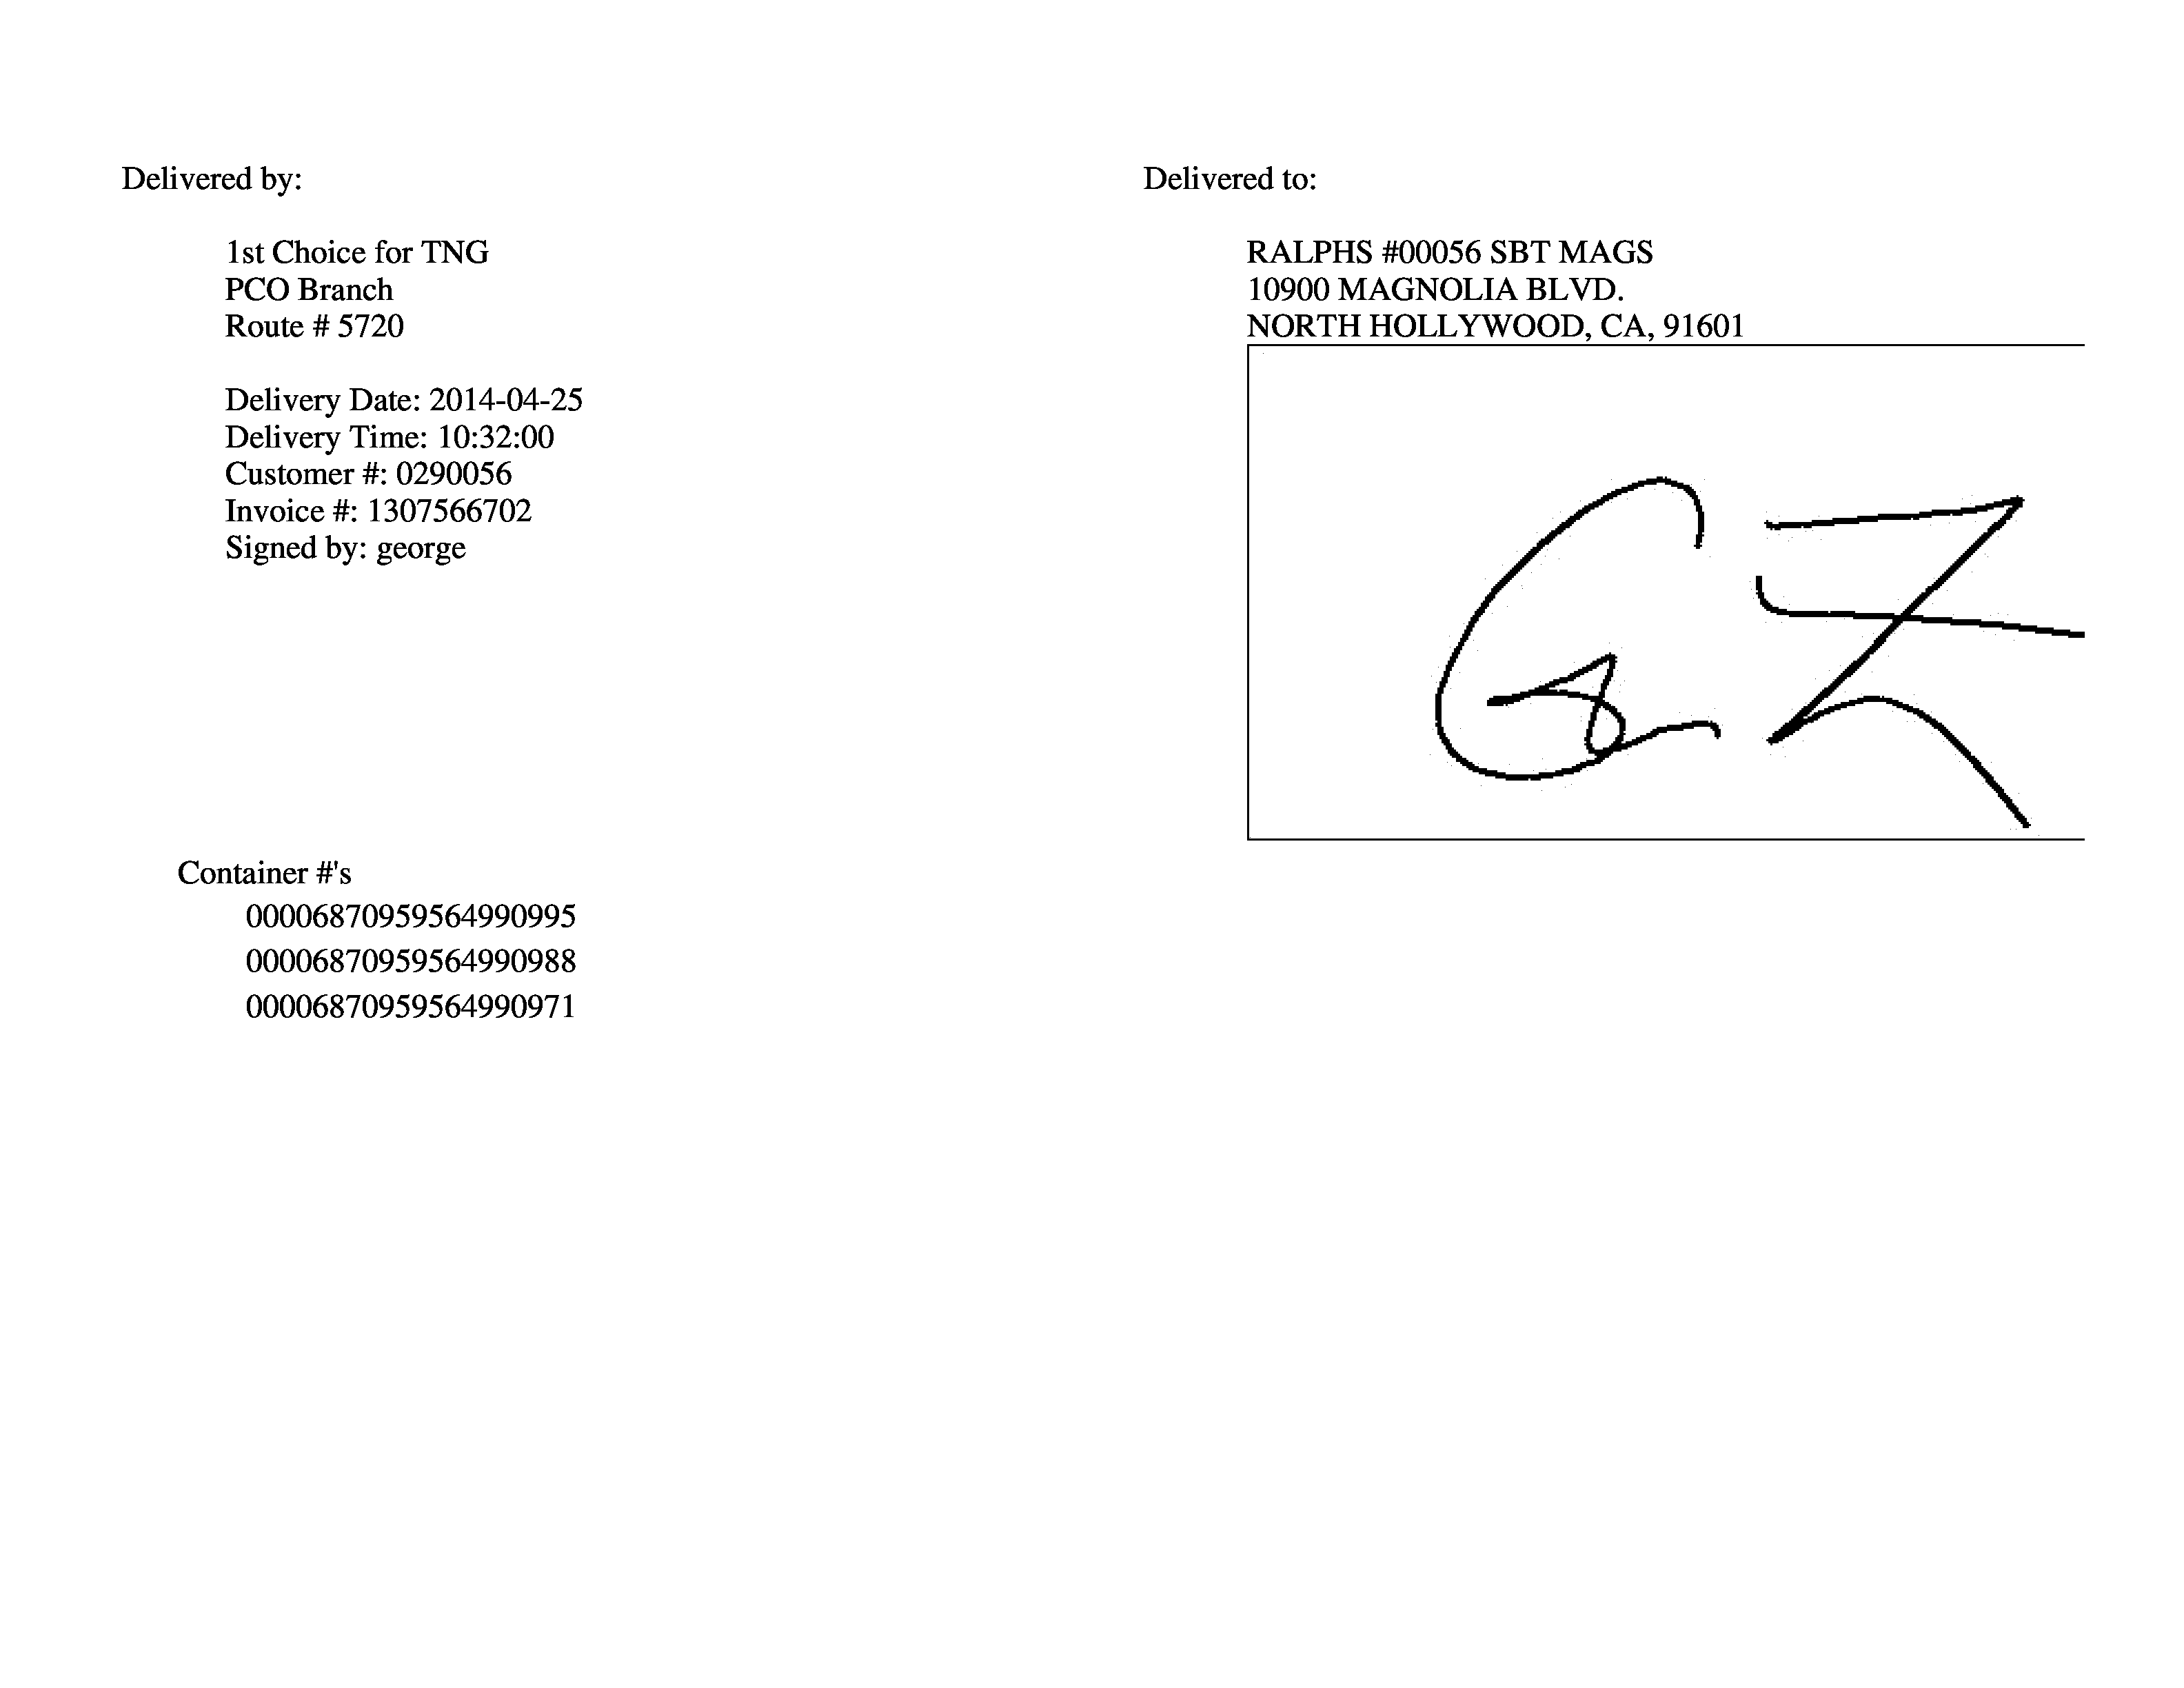 Delivered by:
1st Choice for TNG
PCO Branch
Route # 5720
Delivery Date: 2014-04-25
Delivery Time: 10:32:00
Customer #: 0290056
Invoice #: 1307566702
Signed by: george
Delivered to:
RALPHS #00056 SBT MAGS
10900 MAGNOLIA BLVD.
NORTH HOLLYWOOD, CA, 91601
Container #'s
00006870959564990995
00006870959564990988
00006870959564990971